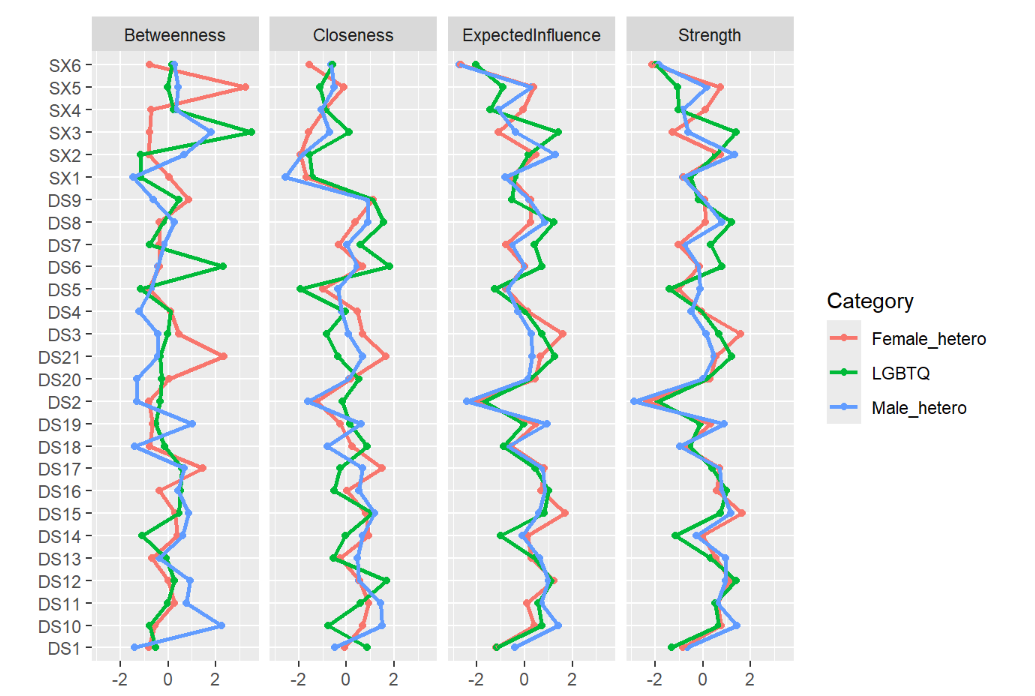 Betweenness Closeness ExpectedInfluence Strength
SX6
SX5
SX4
SX3
SX2
SX1
DS9
DS8
DS7
DS6
DS5
DS4
DS3
DS21
DS20
DS2
DS19
DS18
DS17
DS16
DS15
DS14
DS13
DS12
DS11
DS10
DS1
-2 0 2 -2 0 2 -2 0 2 -2 0 2
Category
Female_hetero
LGBTQ
Male_hetero